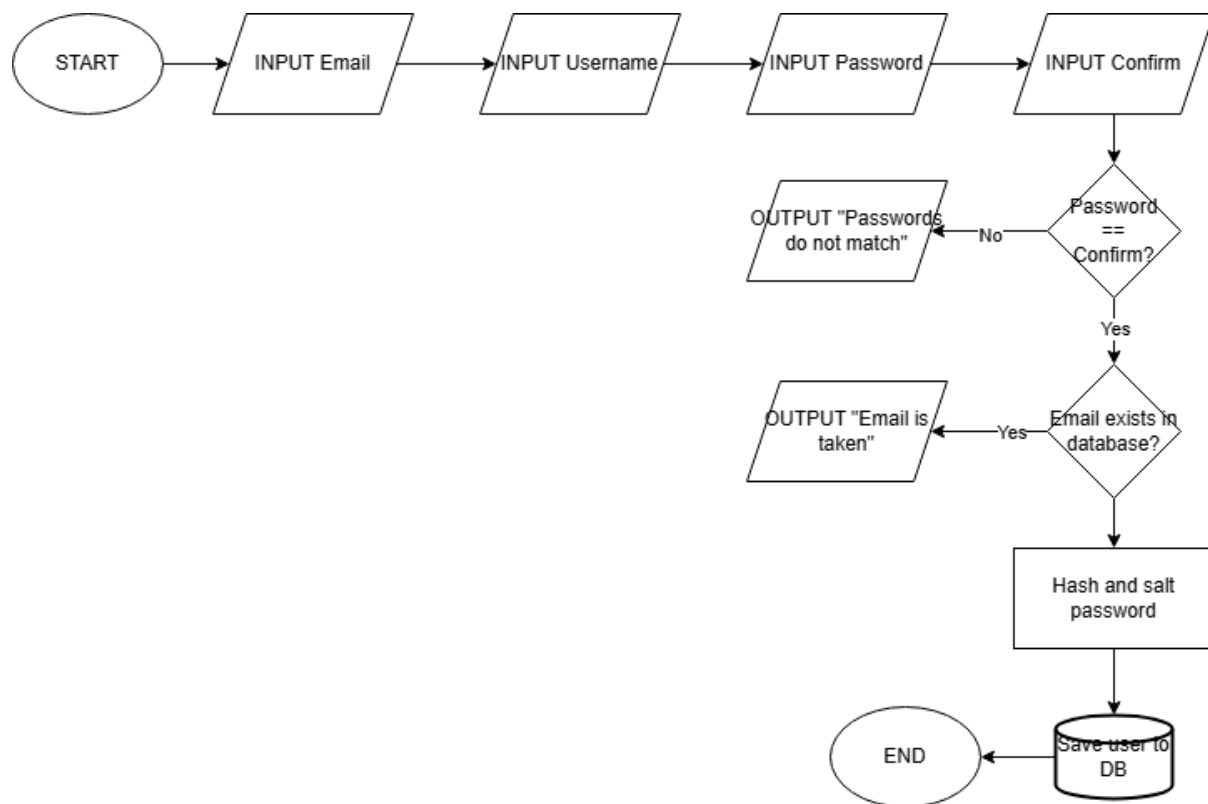 START
INPUT Email
INPUT Username
INPUT Password
INPUT Confirm
Password
==
Confirm?
No
OUTPUT "Passwords
do not match"
Yes
Email exists in
database?
Yes
OUTPUT "Email is
taken"
Hash and salt
password
Save user to
DB
END